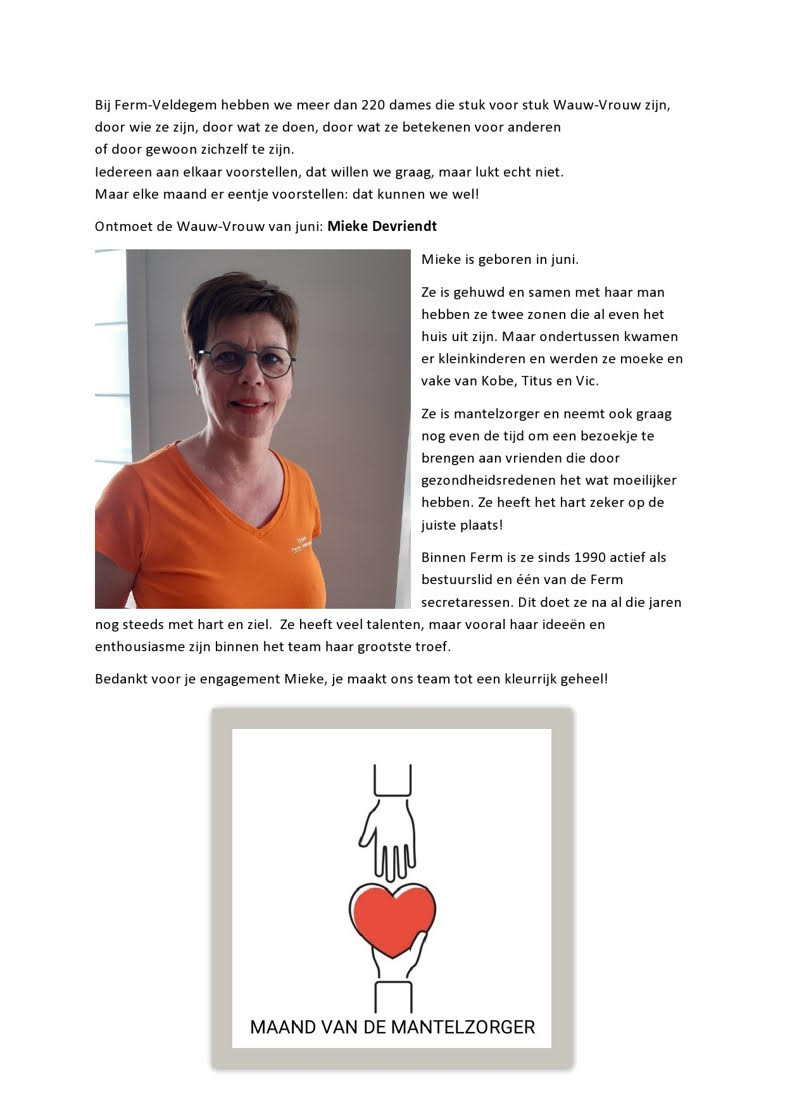 Bij Ferm-Veldegem hebben we meer dan 220 dames die stuk voor stuk Wauw-Vrouw zijn,
door wie ze zijn, door wat ze doen, door wat ze betekenen voor anderen
of door gewoon zichzelf te zijn.
Iedereen aan elkaar voorstellen, dat willen we graag, maar lukt echt niet.
Maar elke maand er eentje voorstellen: dat kunnen we wel!
Ontmoet de Wauw-Vrouw van juni: Mieke Devriendt
Mieke is geboren in juni.
Ze is gehuwd en samen met haar man
hebben ze twee zonen die al even het
huis uit zijn. Maar ondertussen kwamen
er kleinkinderen en werden ze moeke en
vake van Kobe, Titus en Vic.
Ze is mantelzorger en neemt ook graag
nog even de tijd om een bezoekje te
brengen aan vrienden die door
gezondheidsredenen het wat moeilijker
hebben. Ze heeft het hart zeker op de
juiste plaats!
Binnen Ferm is ze sinds 1990 actief als
bestuurslid en één van de Ferm
secretaressen. Dit doet ze na al die jaren
nog steeds met hart en ziel.  Ze heeft veel talenten, maar vooral haar ideeën en
enthousiasme zijn binnen het team haar grootste troef.
Bedankt voor je engagement Mieke, je maakt ons team tot een kleurrijk geheel!
MAAND VAN DE MANTELZORGER